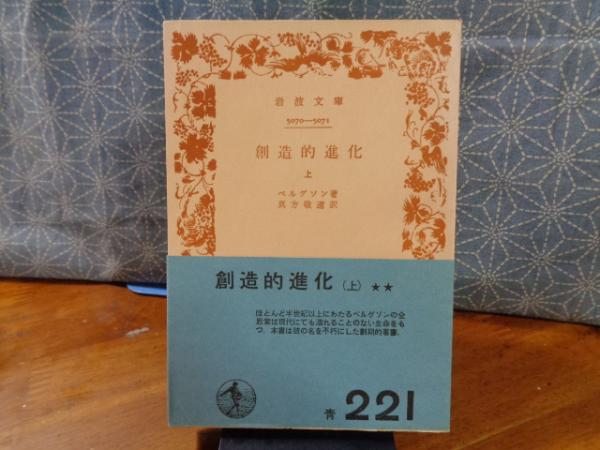 岩波文庫
5070—5071
創造的進化
上
ベルグソン著
真方敬道訳
創造的進化(上)★★
ほとんど半世紀以上にわたるベルグソンの全
思索は現代にても涸れることのない生命をも
つ。本書は彼の名を不朽にした劃期的著書。
青 221